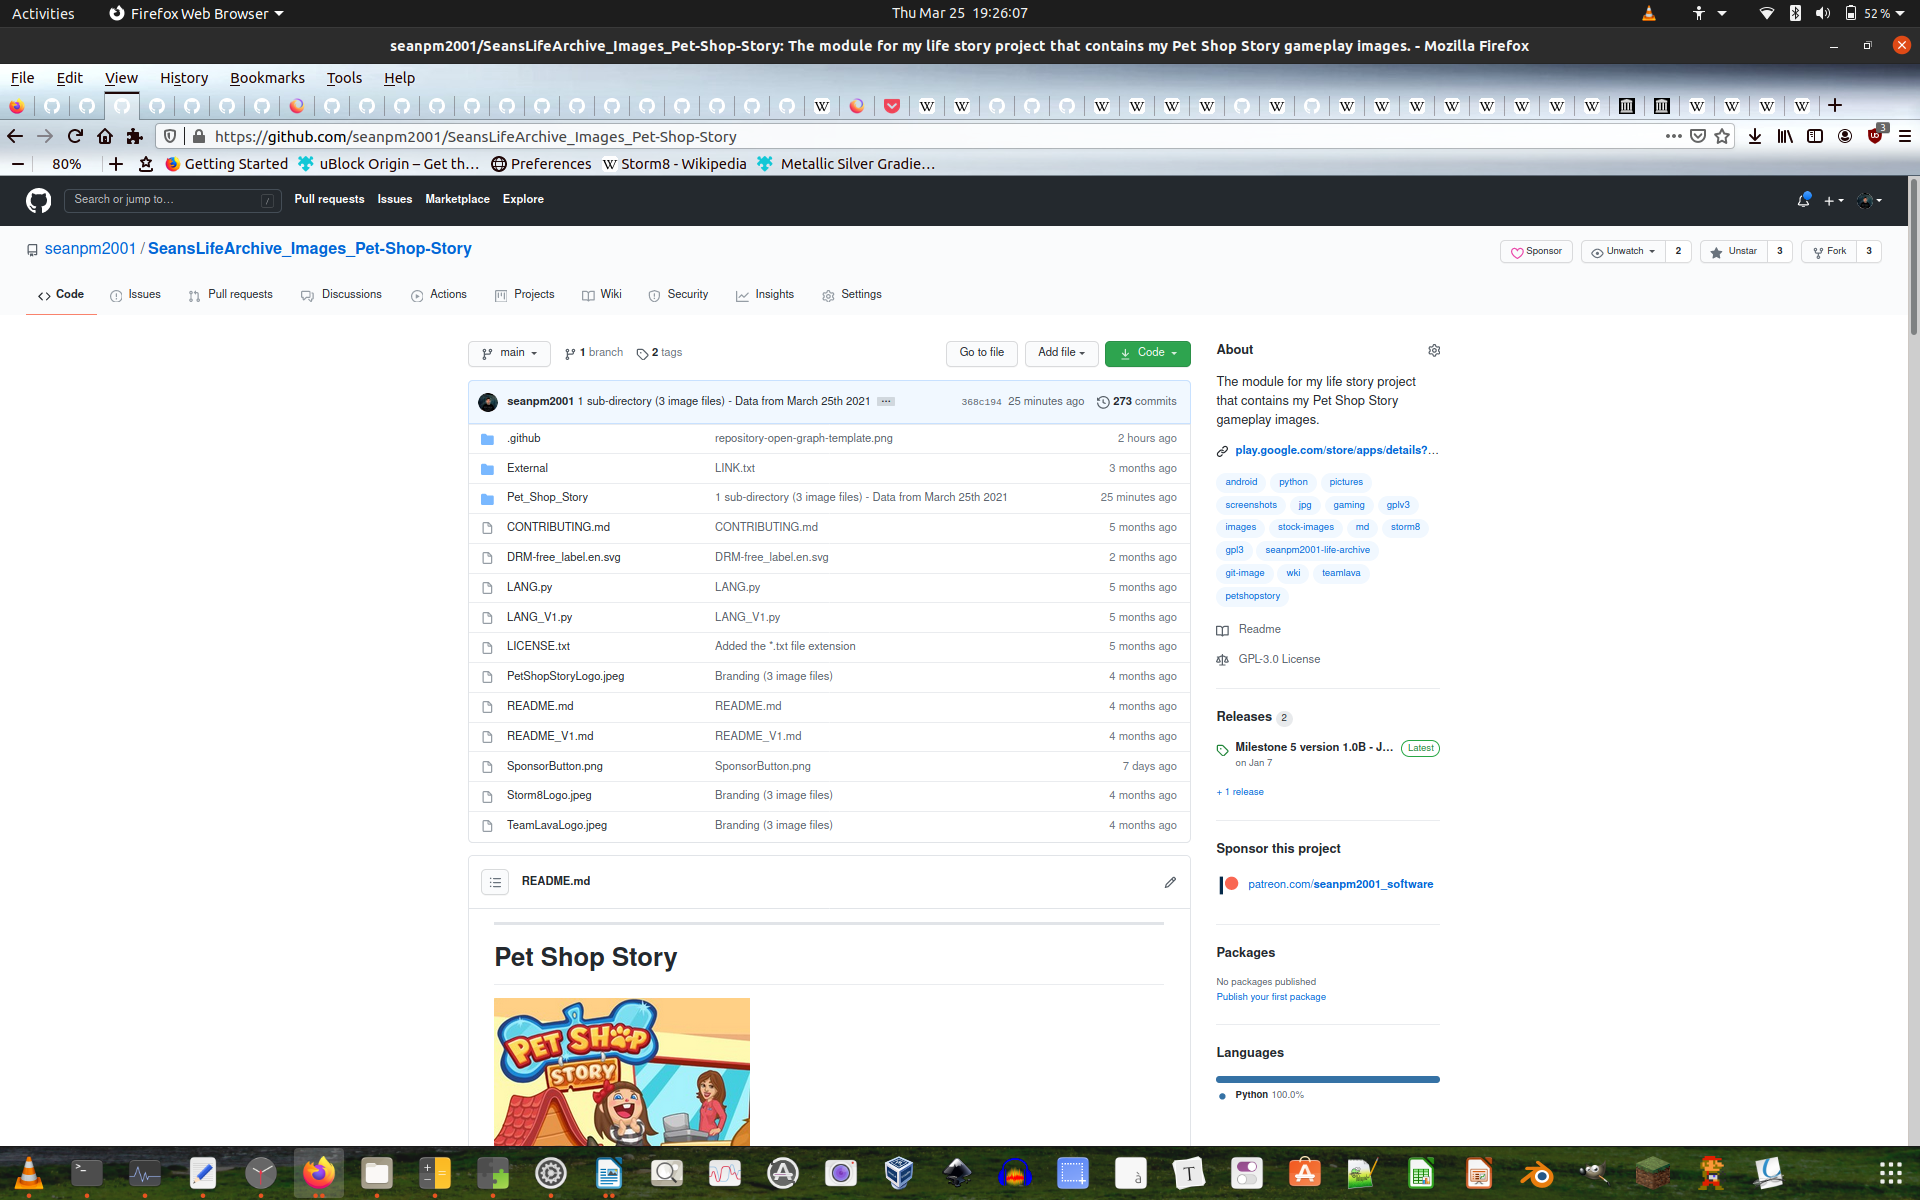 Activities Firefox Web Browser Thu Mar 25 19:26:07 52 %
seanpm2001/SeansLifeArchive_Images_Pet-Shop-Story: The module for my life story project that contains my Pet Shop Story gameplay images. - Mozilla Firefox
File Edit View History Bookmarks Tools Help
https://github.com/seanpm2001/SeansLifeArchive_Images_Pet-Shop-Story 3
80% Getting Started uBlock Origin – Get th… Preferences Storm8 - Wikipedia Metallic Silver Gradie…
Search or jump to… / Pull requests Issues Marketplace Explore
seanpm2001 / SeansLifeArchive_Images_Pet-Shop-Story Sponsor Unwatch 2 Unstar 3 Fork 3
Code Issues Pull requests Discussions Actions Projects Wiki Security Insights Settings
main 1 branch 2 tags Go to file Add file Code
seanpm2001 1 sub-directory (3 image files) - Data from March 25th 2021 ... 368c194 25 minutes ago 273 commits
.github repository-open-graph-template.png 2 hours ago
External LINK.txt 3 months ago
Pet_Shop_Story 1 sub-directory (3 image files) - Data from March 25th 2021 25 minutes ago
CONTRIBUTING.md CONTRIBUTING.md 5 months ago
DRM-free_label.en.svg DRM-free_label.en.svg 2 months ago
LANG.py LANG.py 5 months ago
LANG_V1.py LANG_V1.py 5 months ago
LICENSE.txt Added the *.txt file extension 5 months ago
PetShopStoryLogo.jpeg Branding (3 image files) 4 months ago
README.md README.md 4 months ago
README_V1.md README_V1.md 4 months ago
SponsorButton.png SponsorButton.png 7 days ago
Storm8Logo.jpeg Branding (3 image files) 4 months ago
TeamLavaLogo.jpeg Branding (3 image files) 4 months ago
README.md
Pet Shop Story
PET SHOP
STORY
About
The module for my life story project
that contains my Pet Shop Story
gameplay images.
play.google.com/store/apps/details?…
android python pictures
screenshots jpg gaming gplv3
images stock-images md storm8
gpl3 seanpm2001-life-archive
git-image wki teamlava
petshopstory
Readme
GPL-3.0 License
Releases 2
Milestone 5 version 1.0B - J… Latest
on Jan 7
+ 1 release
Sponsor this project
patreon.com/seanpm2001_software
Packages
No packages published
Publish your first package
Languages
Python 100.0%